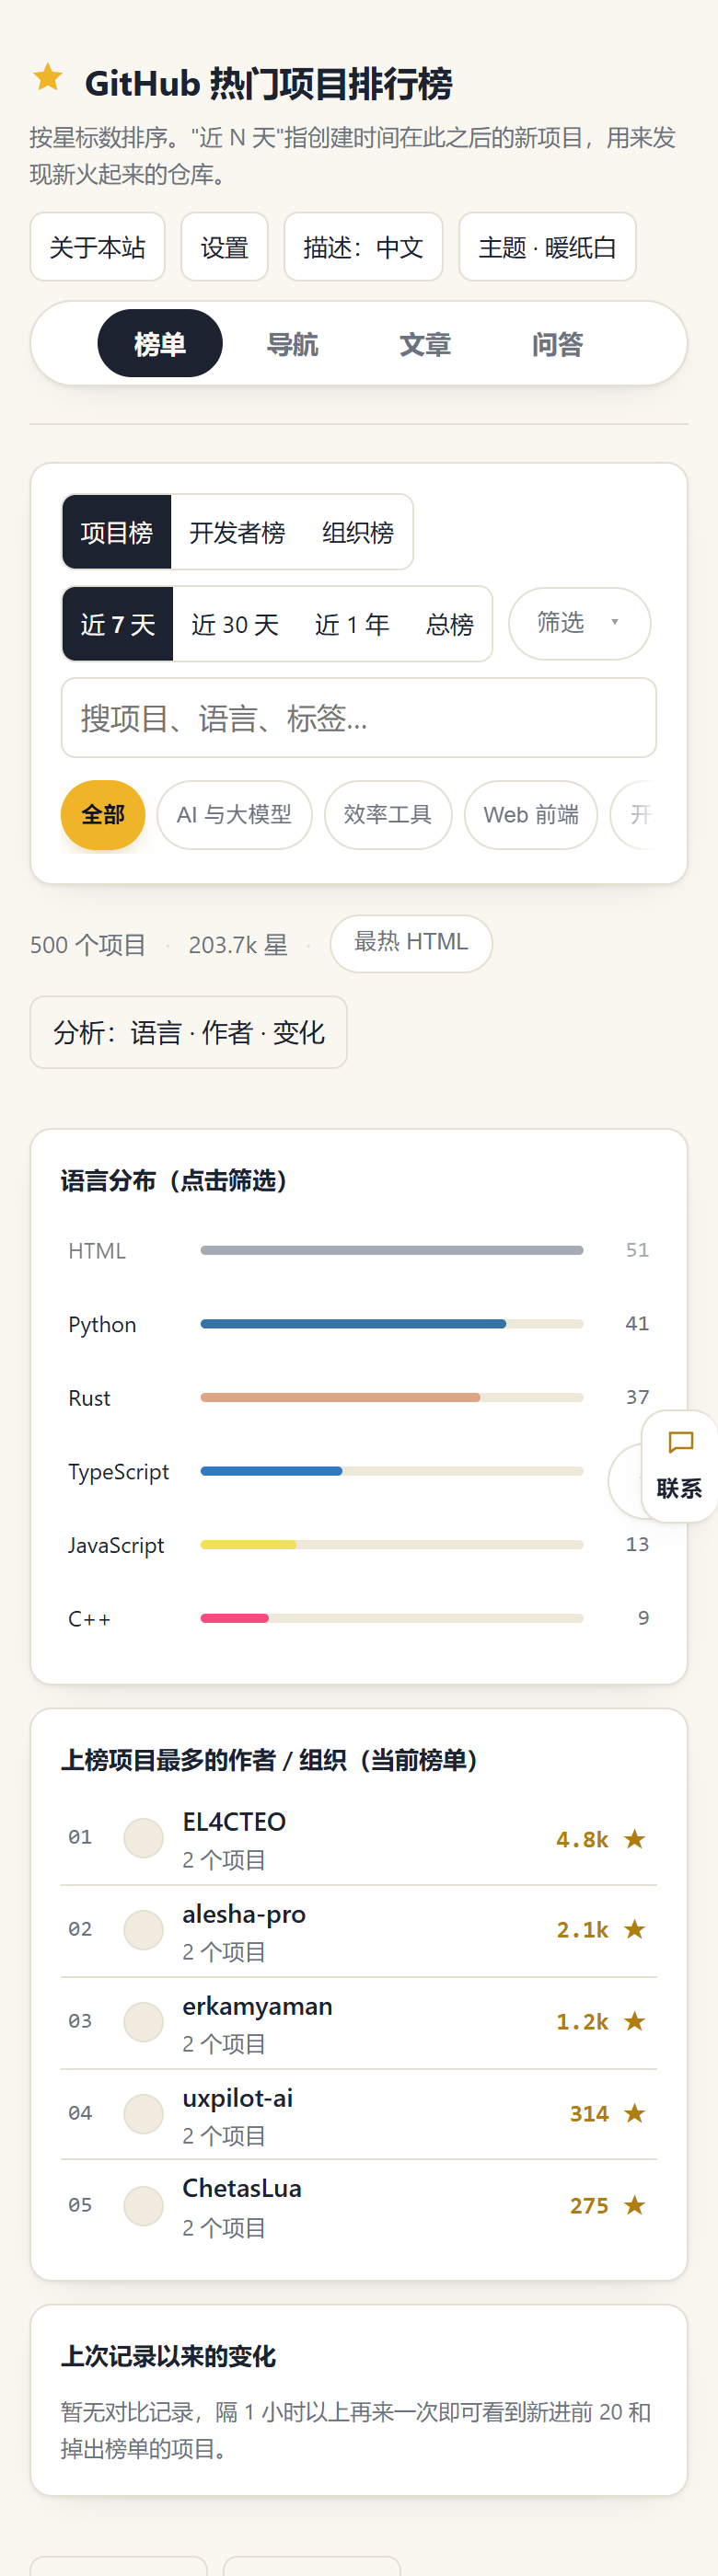 GitHub 热门项目排行榜
按星标数排序。"近 N 天"指创建时间在此之后的新项目，用来发
现新火起来的仓库。
关于本站 设置 描述：中文 主题 · 暖纸白
榜单 导航 文章 问答
项目榜 开发者榜 组织榜
近 7 天 近 30 天 近 1 年 总榜 筛选 ▾
搜项目、语言、标签...
全部 AI 与大模型 效率工具 Web 前端 开
500 个项目 · 203.7k 星 · 最热 HTML
分析：语言 · 作者 · 变化
语言分布（点击筛选）
HTML 51
Python 41
Rust 37
TypeScript
联系
JavaScript 13
C++ 9
上榜项目最多的作者 / 组织（当前榜单）
01 EL4CTEO 4.8k ★
2 个项目
02 alesha-pro 2.1k ★
2 个项目
03 erkamyaman 1.2k ★
2 个项目
04 uxpilot-ai 314 ★
2 个项目
05 ChetasLua 275 ★
2 个项目
上次记录以来的变化
暂无对比记录，隔 1 小时以上再来一次即可看到新进前 20 和
掉出榜单的项目。